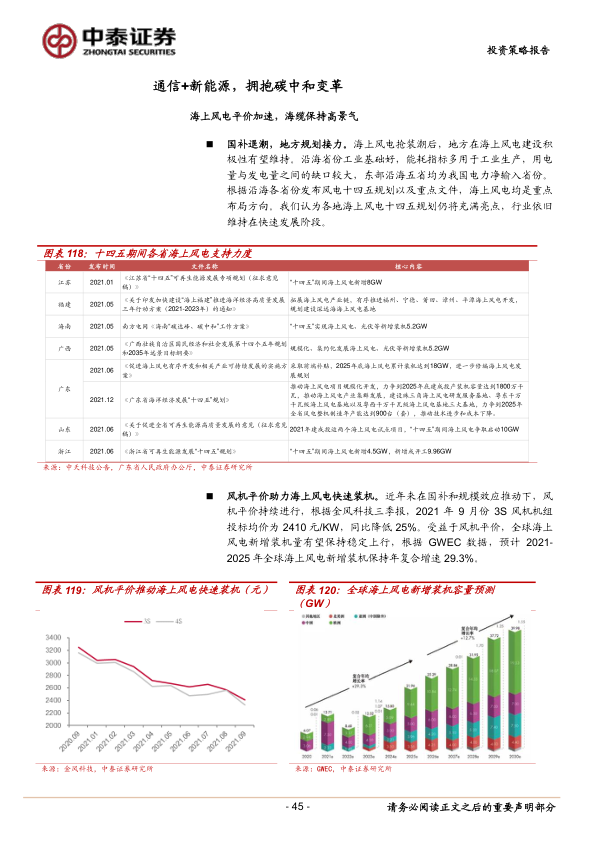 中泰证券
ZHONGTAI SECURITIES
投资策略报告
通信+新能源，拥抱碳中和变革
海上风电平价加速，海缆保持高景气
■ 国补退潮，地方规划接力。海上风电抢装潮后，地方在海上风电建设积
极性有望维持。沿海省份工业基础好，能耗指标多用于工业生产，用电
量与发电量之间的缺口较大，东部沿海五省均为我国电力净输入省份。
根据沿海各省份发布风电十四五规划以及重点文件，海上风电均是重点
布局方向。我们认为各地海上风电十四五规划仍将充满亮点，行业依旧
维持在快速发展阶段。
图表 118：十四五期间各省海上风电支持力度
省份 发布时间 文件名称 核心内容
江苏 2021.01 《江苏省“十四五”可再生能源发展专项规划（征求意见稿）》 “十四五”期间海上风电新增8GW
福建 2021.05 《关于印发加快建设“海上福建”推进海洋经济高质量发展三年行动方案（2021-2023年）的通知》 拓展海上风电产业链，有序推进福州、宁德、莆田、漳州、平潭海上风电开发，规划建设深远海海上风电基地
海南 2021.05 南方电网《海南“碳达峰、碳中和”工作方案》 “十四五”实现海上风电、光伏等新增装机5.2GW
广西 2021.05 《广西壮族自治区国民经济和社会发展第十四个五年规划和2035年远景目标纲要》 规模化、集约化发展海上风电，光伏等新增装机5.2GW
广东 2021.06 《促进海上风电有序开发和相关产业可持续发展的实施方案》 采取前端补贴，2025年底海上风电累计装机达到18GW，进一步修编海上风电发展规划
2021.12 《广东省海洋经济发展“十四五”规划》 推动海上风电项目规模化开发，力争到2025年底建成投产装机容量达到1800万千瓦，推动海上风电产业集群发展，建设珠三角海上风电研发服务基地、粤东千万千瓦级海上风电基地以及粤西千万千瓦级海上风电基地三大基地，力争到2025年全省风电整机制造年产能达到900台（套），推动技术进步和成本下降。
山东 2021.06 《关于促进全省可再生能源高质量发展的意见（征求意见稿）》 2021年建成投运两个海上风电试点项目，“十四五”期间海上风电争取启动10GW
浙江 2021.06 《浙江省可再生能源发展“十四五”规划》 “十四五”期间海上风电新增4.5GW，新增成开工9.96GW
来源：中天科技公告，广东省人民政府办公厅，中泰证券研究所
■ 风机平价助力海上风电快速装机。近年来在国补和规模效应推动下，风
机平价持续进行，根据金风科技三季报，2021 年 9 月份 3S 风机机组
投标均价为 2410 元/KW，同比降低 25%。受益于风机平价，全球海上
风电新增装机量有望保持稳定上行，根据 GWEC 数据，预计 2021-
2025 年全球海上风电新增装机保持年复合增速 29.3%。
图表 119：风机平价推动海上风电快速装机（元）
3S 4S
3400
3200
3000
2800
2600
2400
2200
2000
2020.09
2021.01
2021.02
2021.03
2021.04
2021.05
2021.06
2021.07
2021.08
2021.09
来源：金风科技，中泰证券研究所
图表 120：全球海上风电新增装机容量预测
（GW）
复合年均
增长率
+29.3%
复合年均
增长率
+12.7%
2020 2021e 2022e 2023e 2024e 2025e 2026e 2027e 2028e 2029e 2030e
来源：GWEC，中泰证券研究所
- 45 -
请务必阅读正文之后的重要声明部分